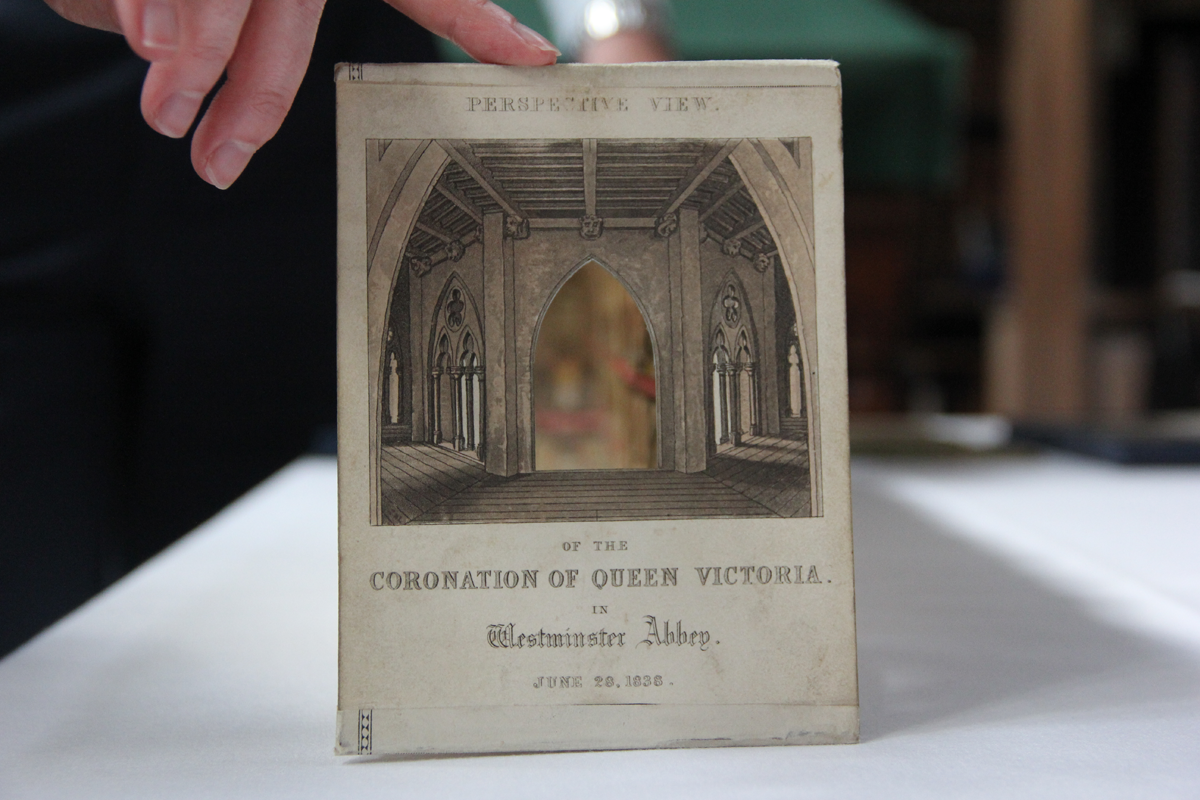 PERSPECTIVE VIEW.
OF THE
CORONATION OF QUEEN VICTORIA.
IN
Westminster Abbey.
JUNE 28, 1838.